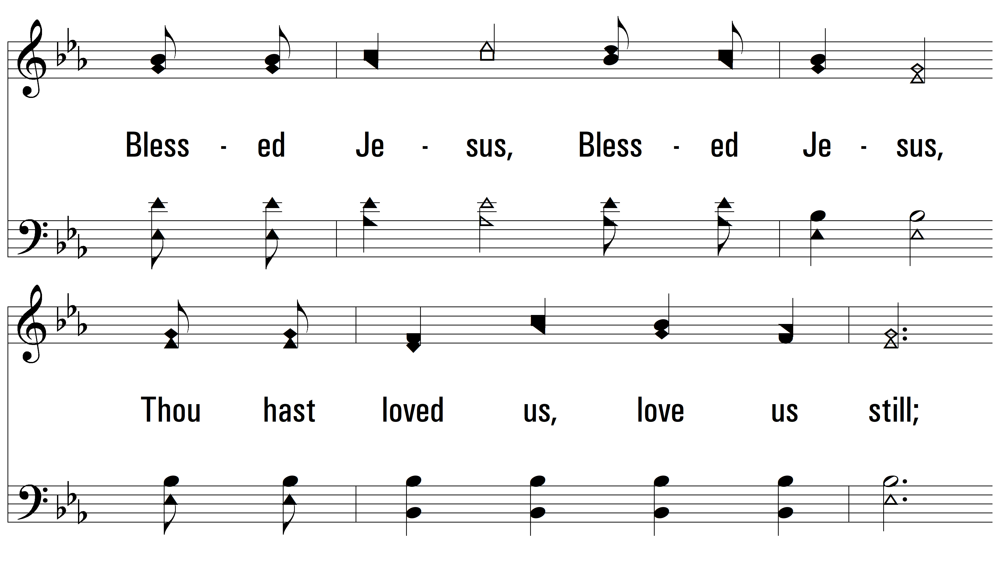 Bless - ed Je - sus, Bless - ed Je - sus,
Thou hast loved us, love us still;